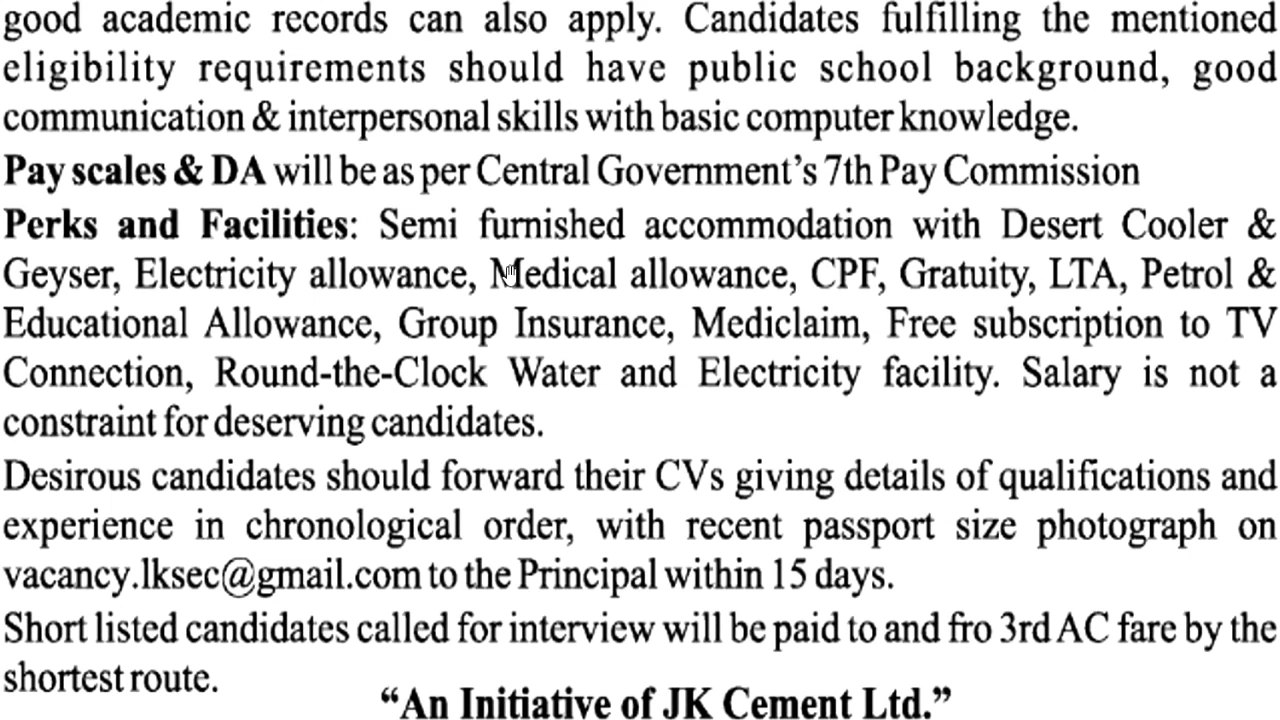 good academic records can also apply. Candidates fulfilling the mentioned
eligibility requirements should have public school background, good
communication & interpersonal skills with basic computer knowledge.
Pay scales & DA will be as per Central Government's 7th Pay Commission
Perks and Facilities: Semi furnished accommodation with Desert Cooler &
Geyser, Electricity allowance, Medical allowance, CPF, Gratuity, LTA, Petrol &
Educational Allowance, Group Insurance, Mediclaim, Free subscription to TV
Connection, Round-the-Clock Water and Electricity facility. Salary is not a
constraint for deserving candidates.
Desirous candidates should forward their CVs giving details of qualifications and
experience in chronological order, with recent passport size photograph on
vacancy.lksec@gmail.com to the Principal within 15 days.
Short listed candidates called for interview will be paid to and fro 3rd AC fare by the
shortest route.
“An Initiative of JK Cement Ltd.”